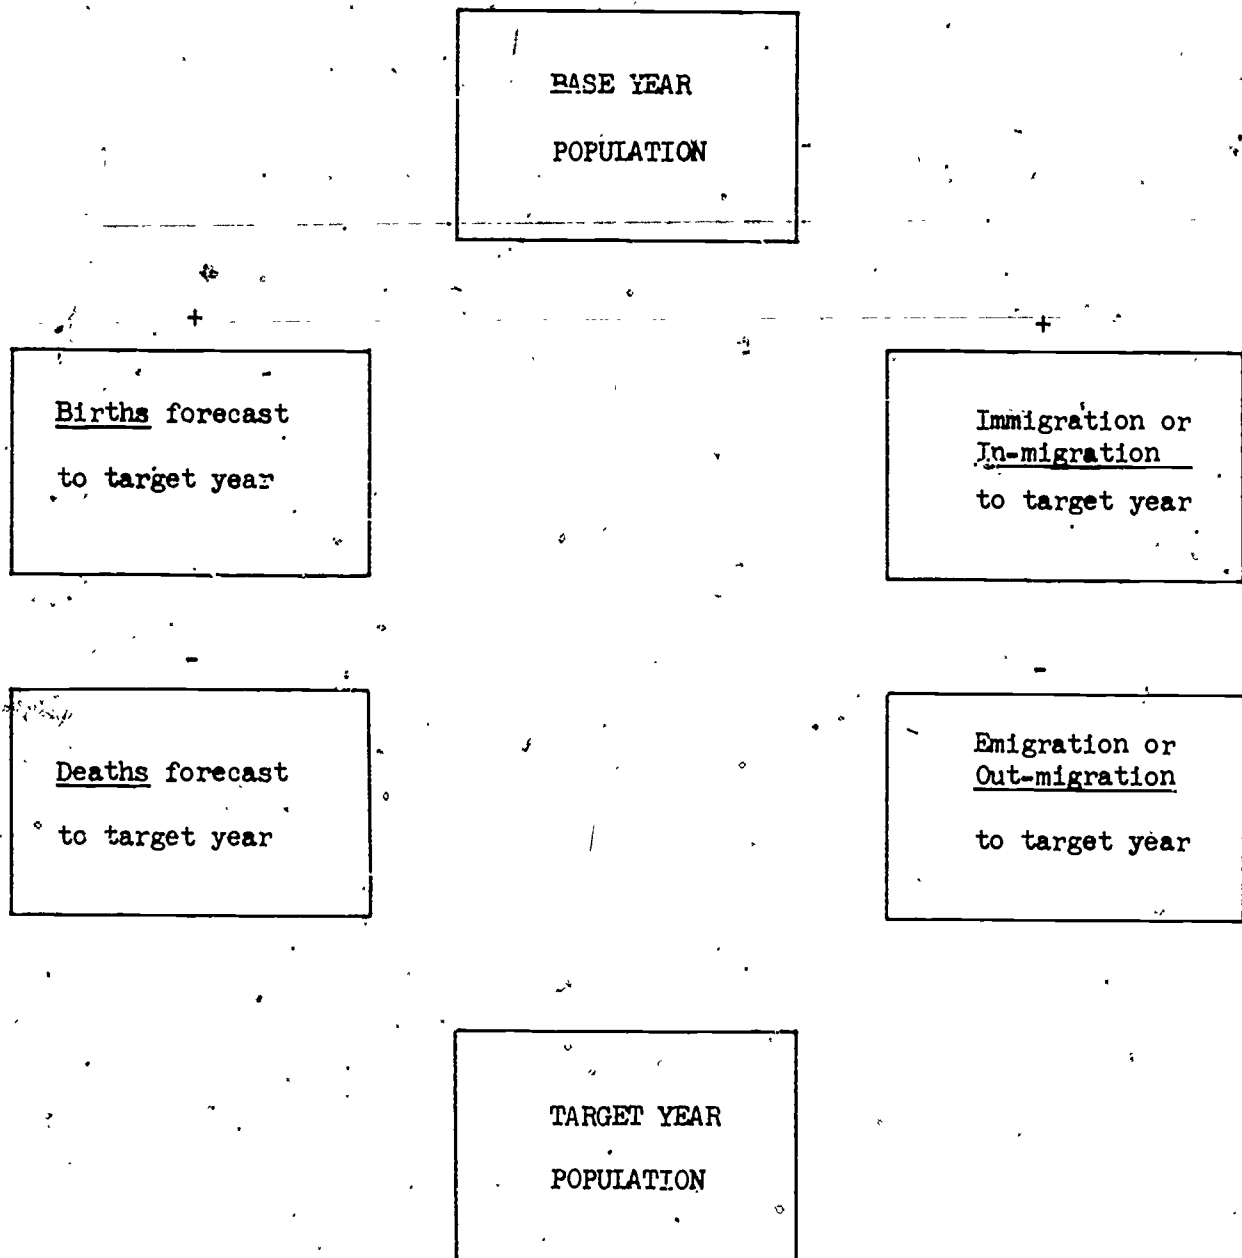 BASE YEAR
POPULATION
+
+
Births forecast
to target year
Immigration or
In-migration
to target year
-
-
Deaths forecast
to target year
Emigration or
Out-migration
to target year
TARGET YEAR
POPULATION